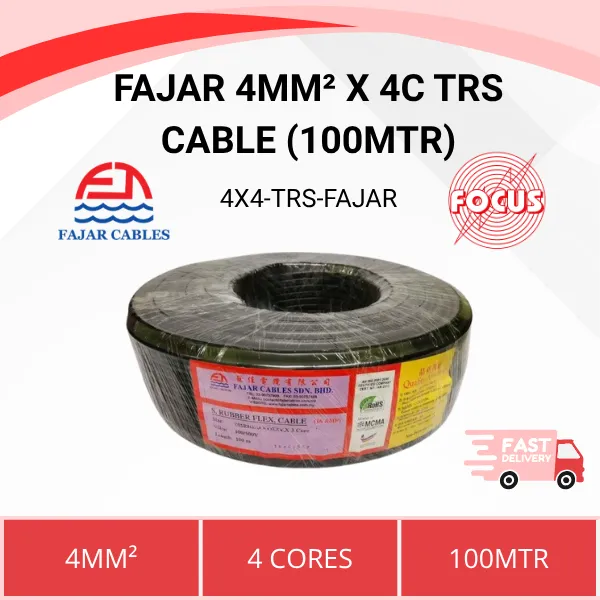 FAJAR 4MM² X 4C TRS
CABLE (100MTR)
4X4-TRS-FAJAR
FAJAR CABLES
FOCUS
FAJAR CABLES SDN. BHD.
S. RUBBER FLEX. CABLE
RoHS
MCMA
FAST
DELIVERY
4MM²
4 CORES
100MTR